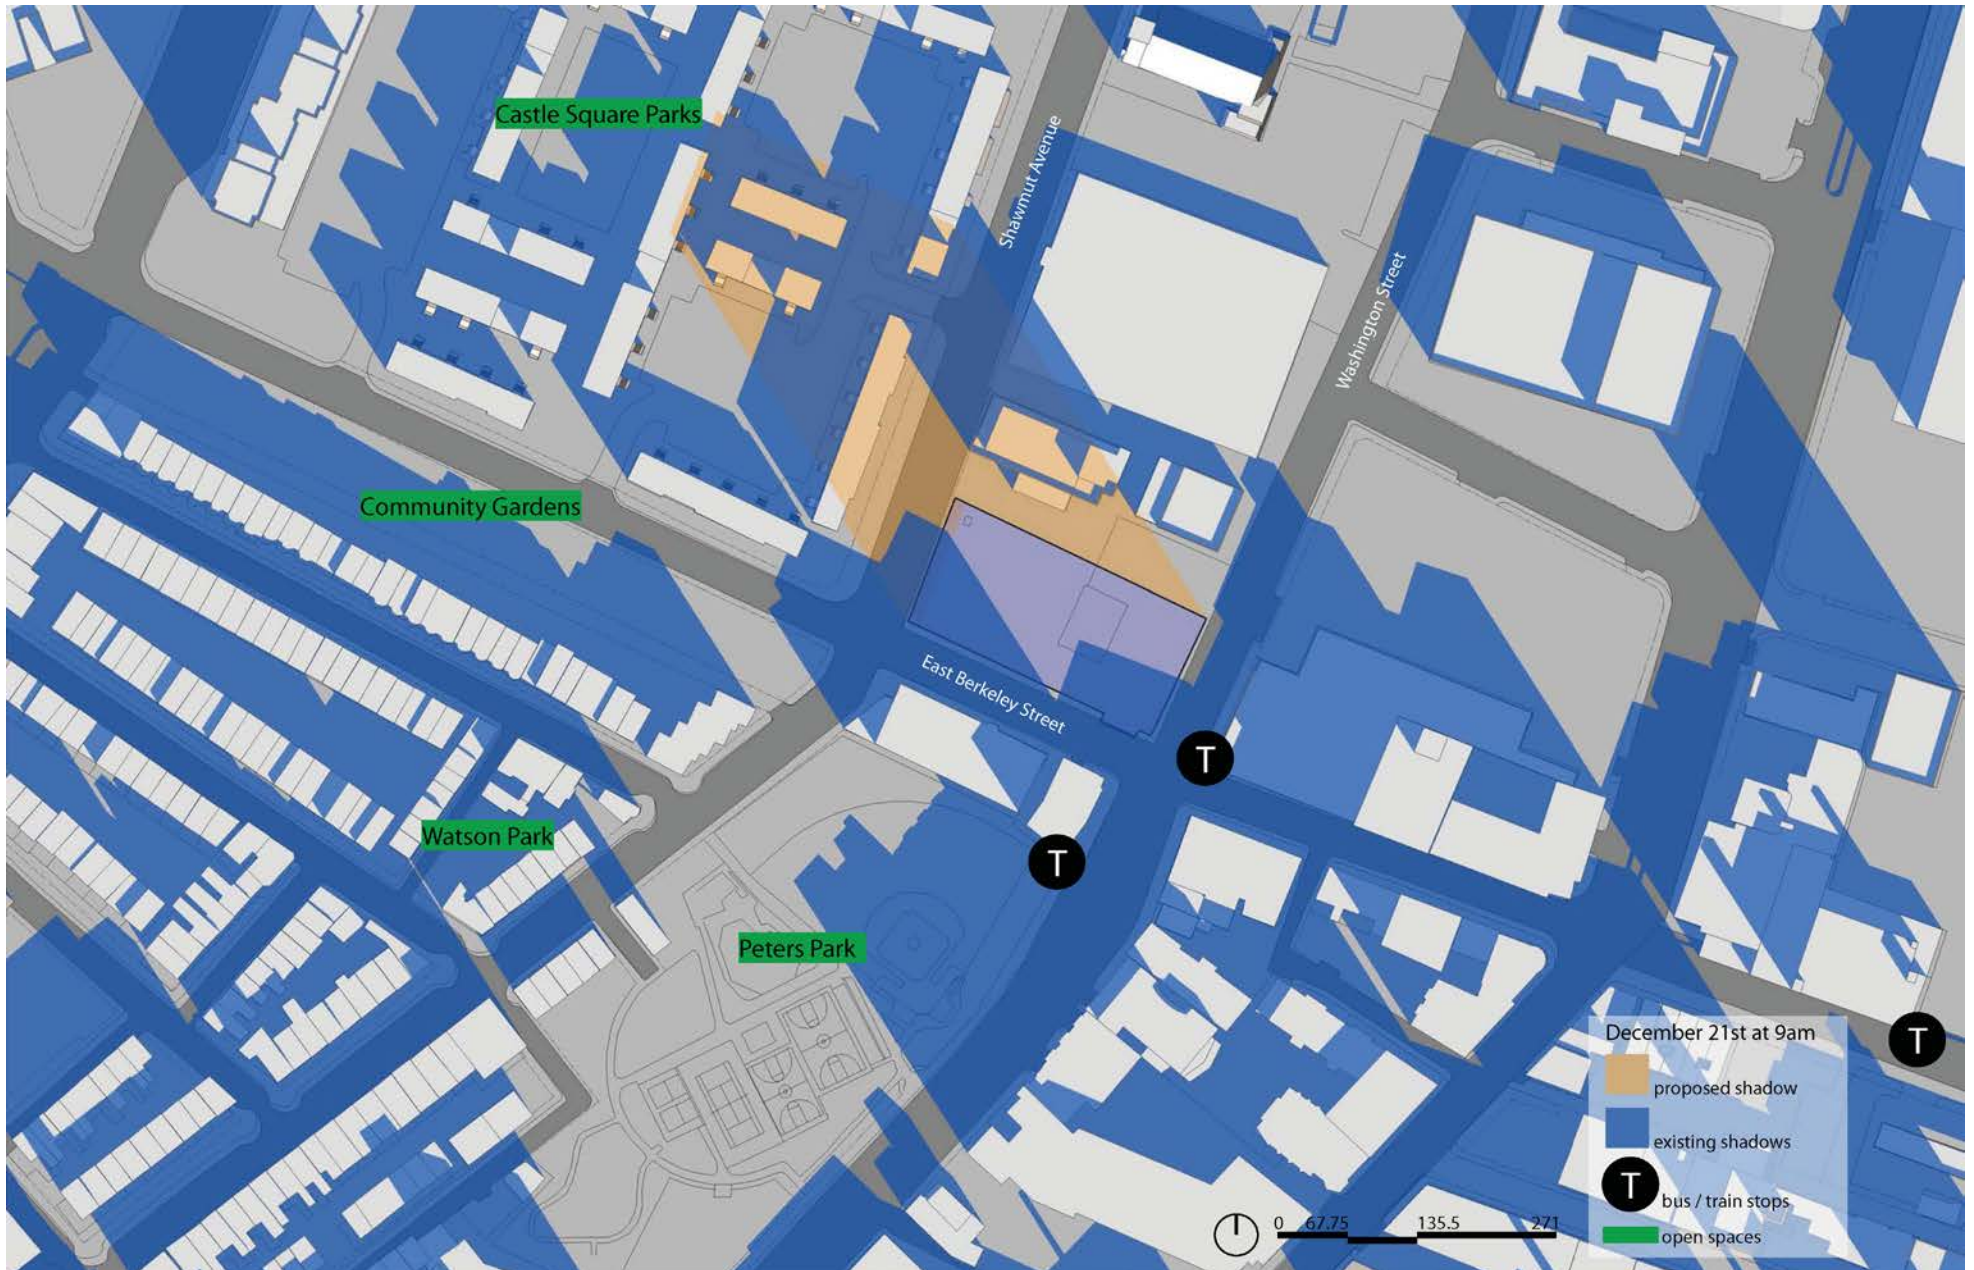 Castle Square Parks
Shawmut Avenue
Washington Street
Community Gardens
East Berkeley Street
T
Watson Park
T
Peters Park
T
December 21st at 9am
proposed shadow
existing shadows
T bus / train stops
open spaces
0 67.75 135.5 271